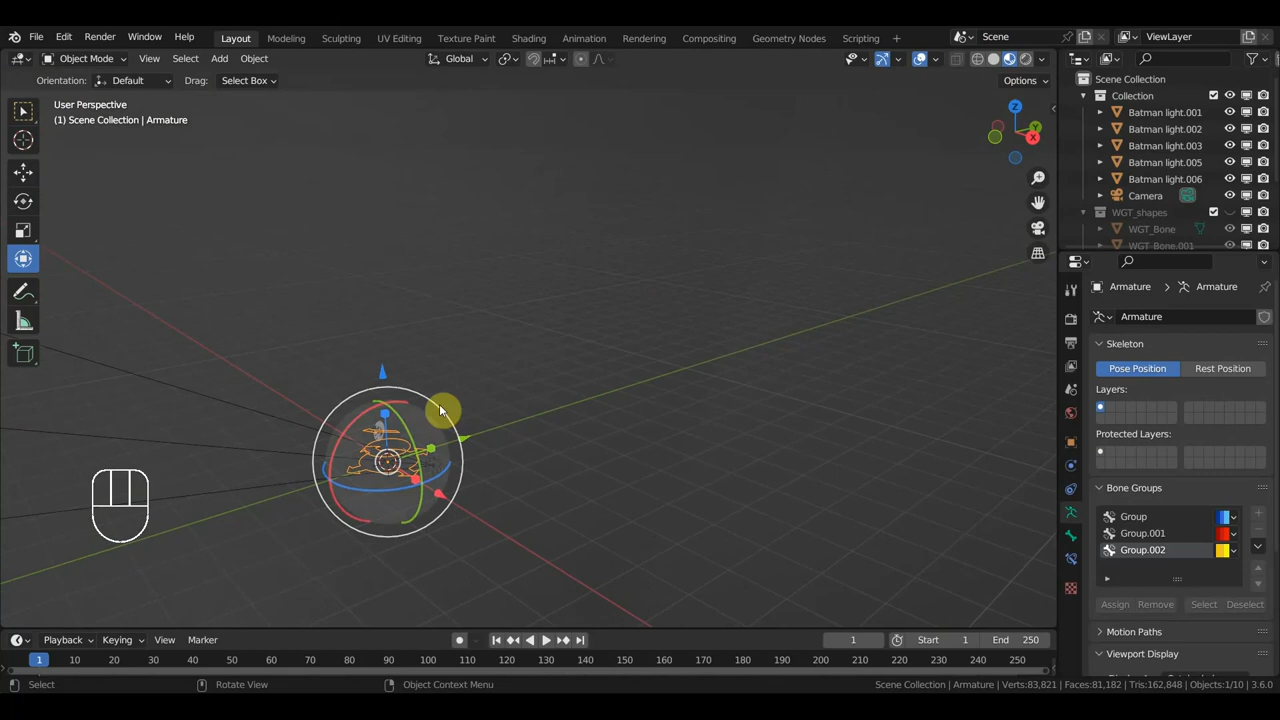 File Edit Render Window Help Layout Modeling Sculpting UV Editing Texture Paint Shading Animation Rendering Compositing Geometry Nodes Scripting + Scene ViewLayer
Object Mode View Select Add Object Global Options
Orientation: Default Drag: Select Box
User Perspective
(1) Scene Collection | Armature
Z
Y
X
Scene Collection
Collection
Batman light.001
Batman light.002
Batman light.003
Batman light.005
Batman light.006
Camera
WGT_shapes
WGT_Bone
WGT_Bone.001
Armature > Armature
Armature
Skeleton
Pose Position Rest Position
Layers:
Protected Layers:
Bone Groups
Group
Group.001
Group.002
Assign Remove Select Deselect
Motion Paths
Viewport Display
Playback Keying View Marker 1 Start 1 End 250
1 10 20 30 40 50 60 70 80 90 100 110 120 130 140 150 160 170 180 190 200 210 220 230 240 250
Select Rotate View Object Context Menu Scene Collection | Armature | Verts:83,821 | Faces:81,182 | Tris:162,848 | Objects:1/10 | 3.6.0